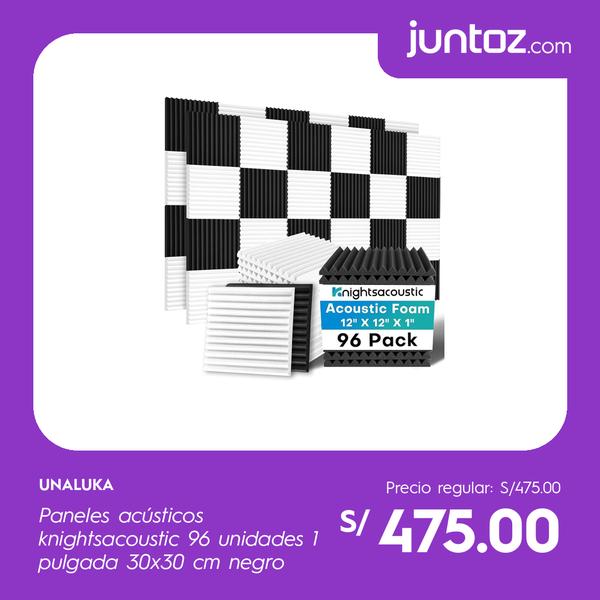 juntoz.com
Knightsacoustic
Acoustic Foam
12" X 12" X 1"
96 Pack
UNALUKA
Paneles acústicos
knightsacoustic 96 unidades 1
pulgada 30x30 cm negro
Precio regular: S/475.00
S/ 475.00